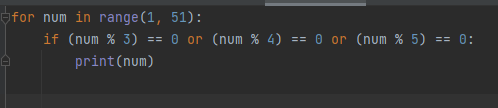 for num in range(1, 51):
    if (num % 3) == 0 or (num % 4) == 0 or (num % 5) == 0:
        print(num)